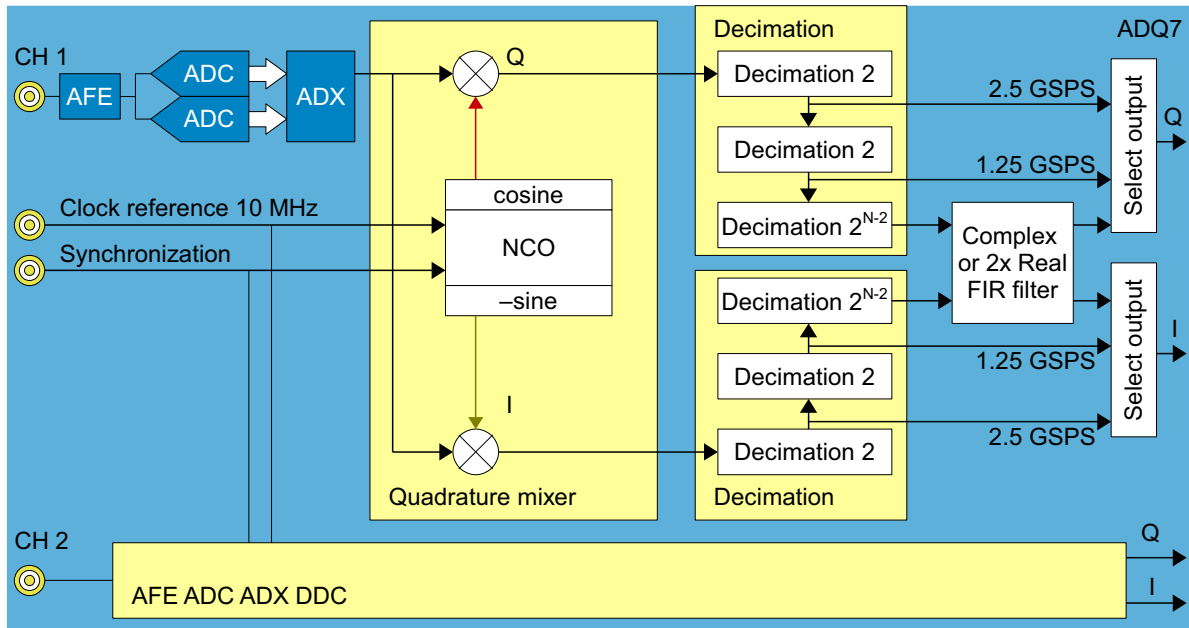 CH 1
AFE
ADC
ADC
ADX
Q
Decimation
Decimation 2
Decimation 2
Decimation 2^N-2
2.5 GSPS
1.25 GSPS
ADQ7
Select output
Q
Clock reference 10 MHz
Synchronization
cosine
NCO
–sine
I
Quadrature mixer
Complex
or 2x Real
FIR filter
Decimation 2^N-2
Decimation 2
Decimation 2
Decimation
1.25 GSPS
2.5 GSPS
Select output
I
CH 2
AFE ADC ADX DDC
Q
I